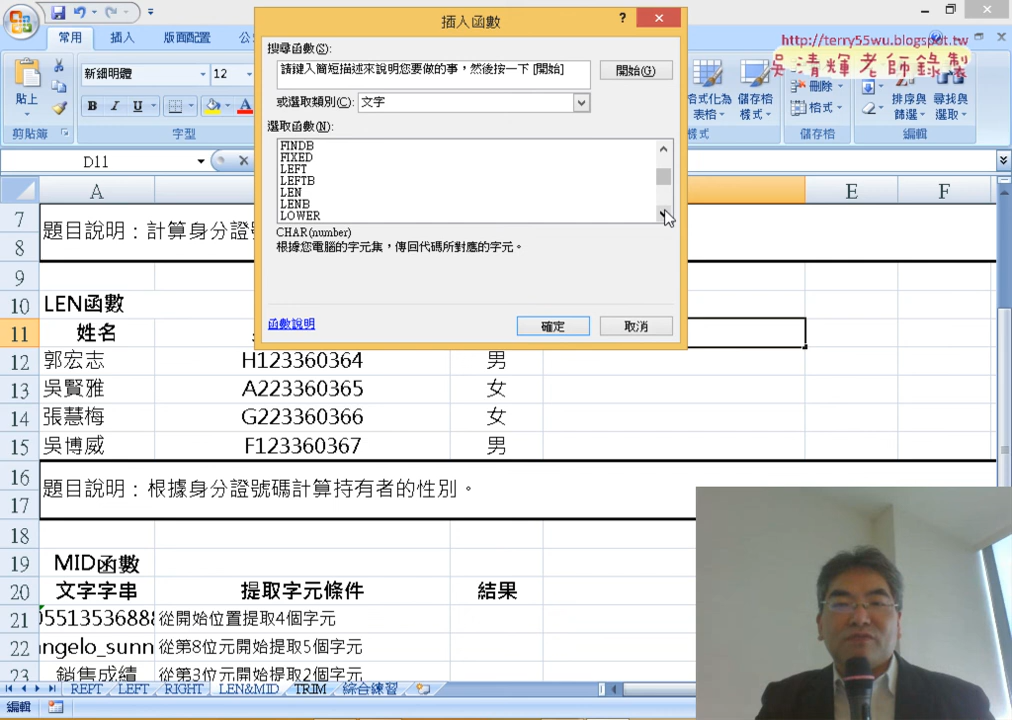 插入函數
?
常用 插入 版面配置 公
http://terry55wu.blogspot.tw
吳清輝老師錄製
搜尋函數(S):
請鍵入簡短描述來說明您要做的事，然後按一下 [開始]
開始(G)
或選取類別(C): 文字
選取函數(N):
FINDB
FIXED
LEFT
LEFTB
LEN
LENB
LOWER
CHAR(number)
根據您電腦的字元集，傳回代碼所對應的字元。
函數說明
確定 取消
貼上
剪貼簿
新細明體 12
B I U
字型
格式化為
表格
儲存格
樣式
樣式
刪除
格式
儲存格
排序與
篩選
尋找與
選取
編輯
D11
A E F
7 題目說明：計算身分證號
8
9
10 LEN函數
11 姓名
12 郭宏志 H123360364 男
13 吳賢雅 A223360365 女
14 張慧梅 G223360366 女
15 吳博威 F123360367 男
16 題目說明：根據身分證號碼計算持有者的性別。
17
18
19 MID函數
20 文字字串 提取字元條件 結果
21 0551353688 從開始位置提取4個字元
22 ngelo_sunn 從第8位元開始提取5個字元
23 銷售成績 從第3位元開始提取2個字元
REPT LEFT RIGHT LEN&MID TRIM 綜合練習
編輯